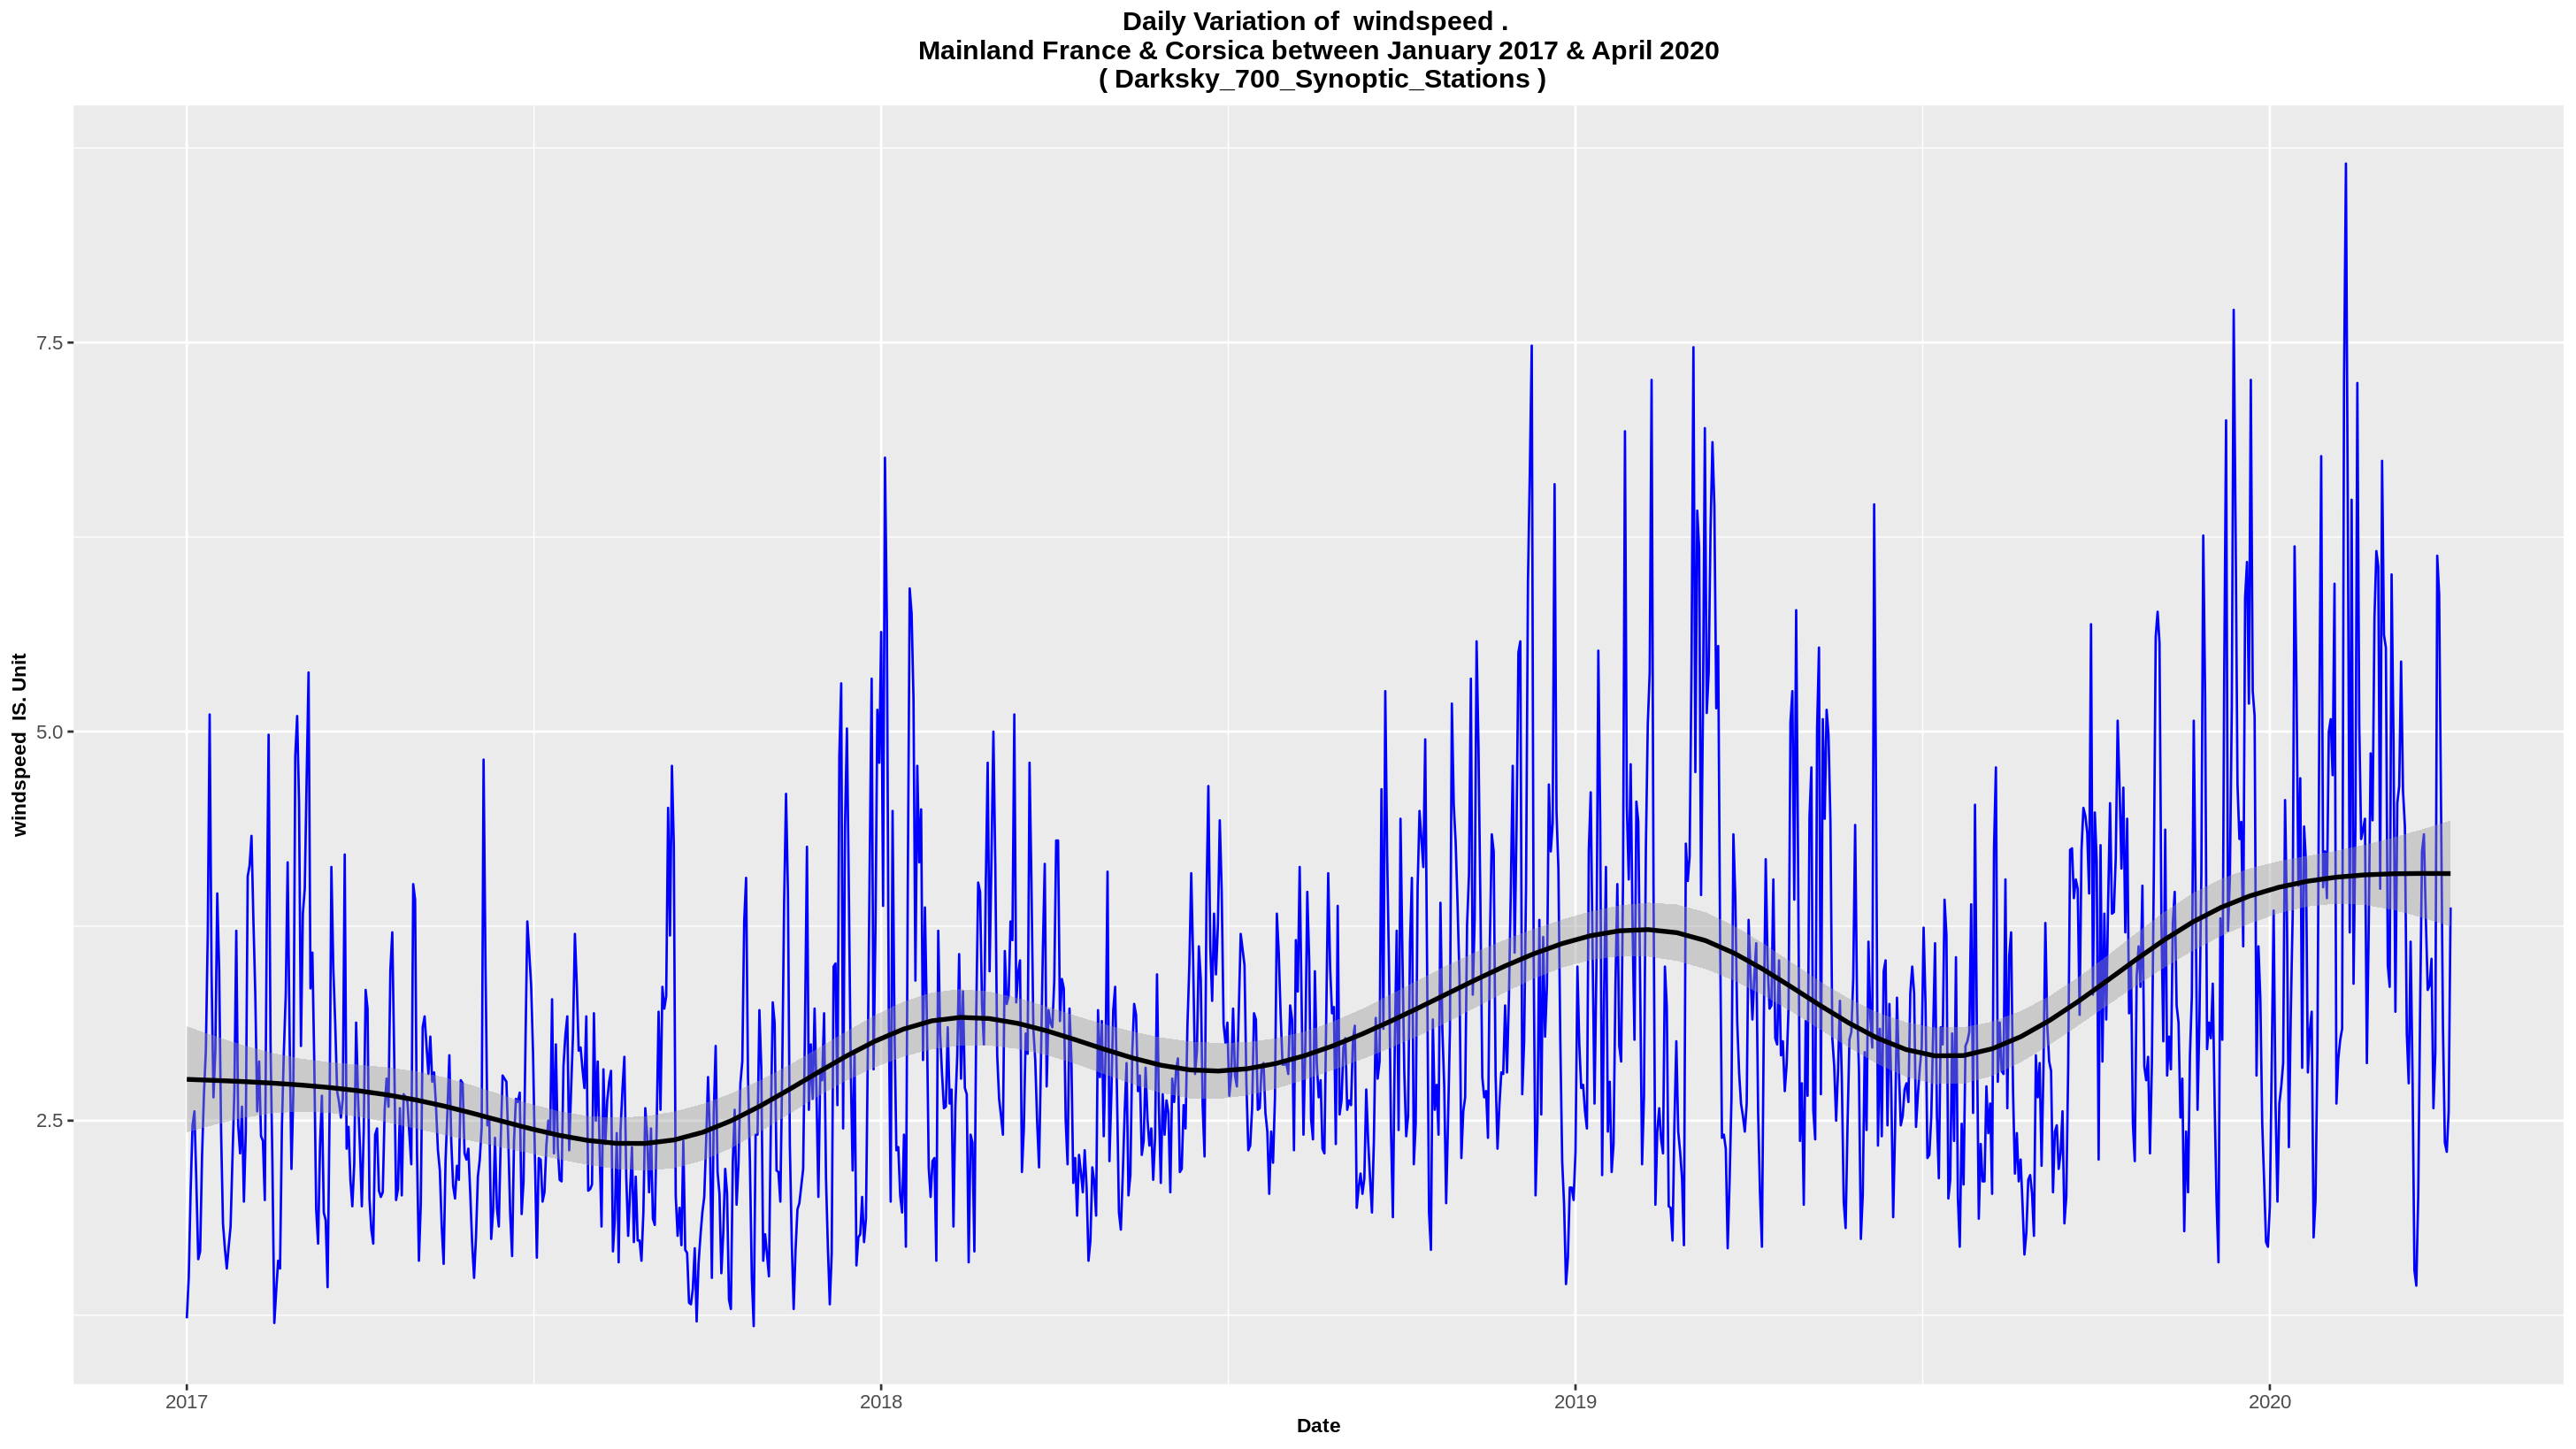 Daily Variation of  windspeed .
Mainland France & Corsica between January 2017 & April 2020
( Darksky_700_Synoptic_Stations )
windspeed  IS. Unit
7.5
5.0
2.5
2017
2018
2019
2020
Date